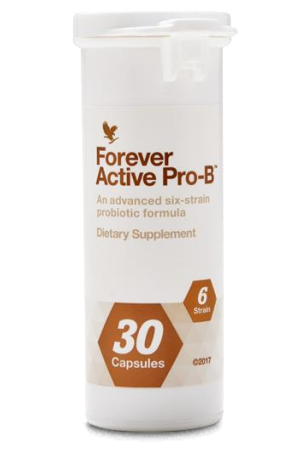 Forever
Active Pro-B™
An advanced six-strain
probiotic formula
Dietary Supplement
6
Strain
30
Capsules
©2017